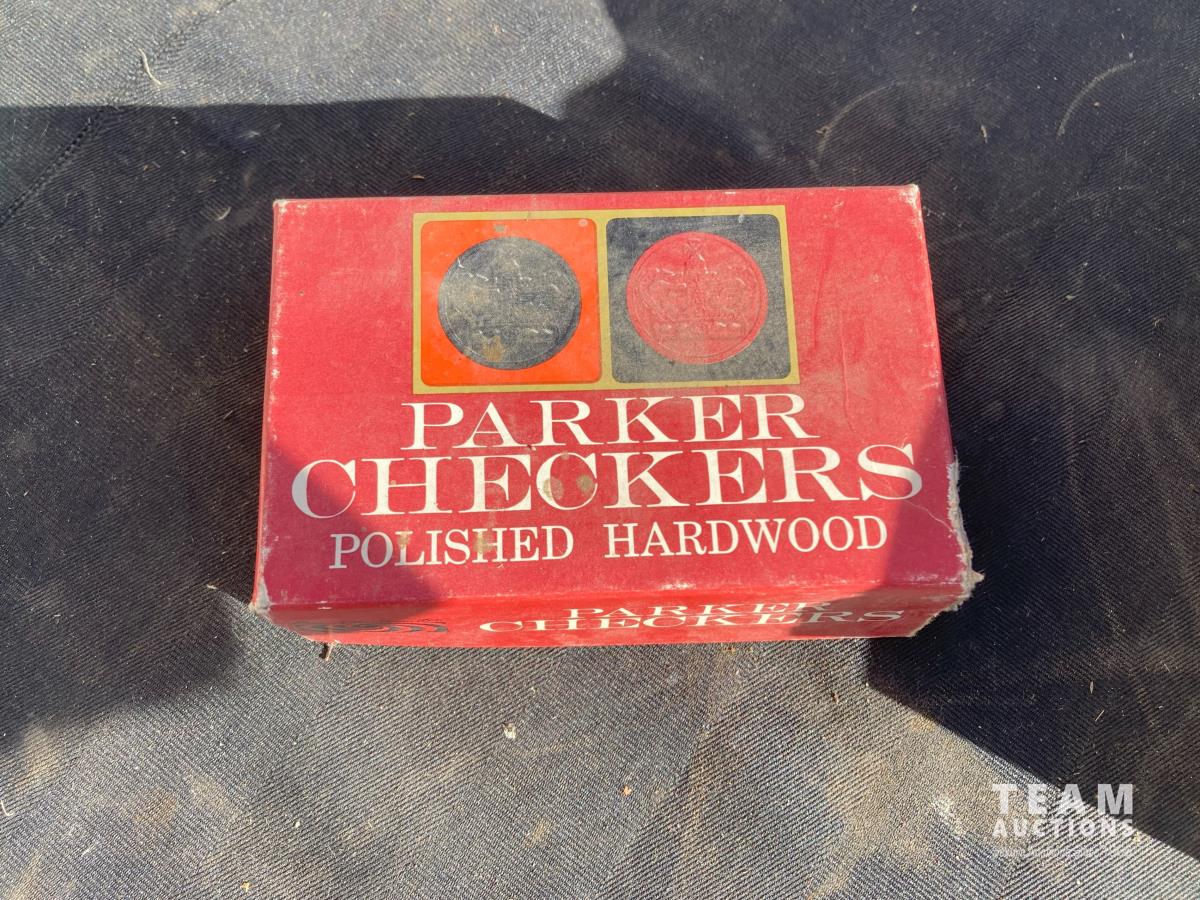 PARKER
CHECKERS
POLISHED HARDWOOD
PARKER
CHECKERS
TEAM
AUCTIONS